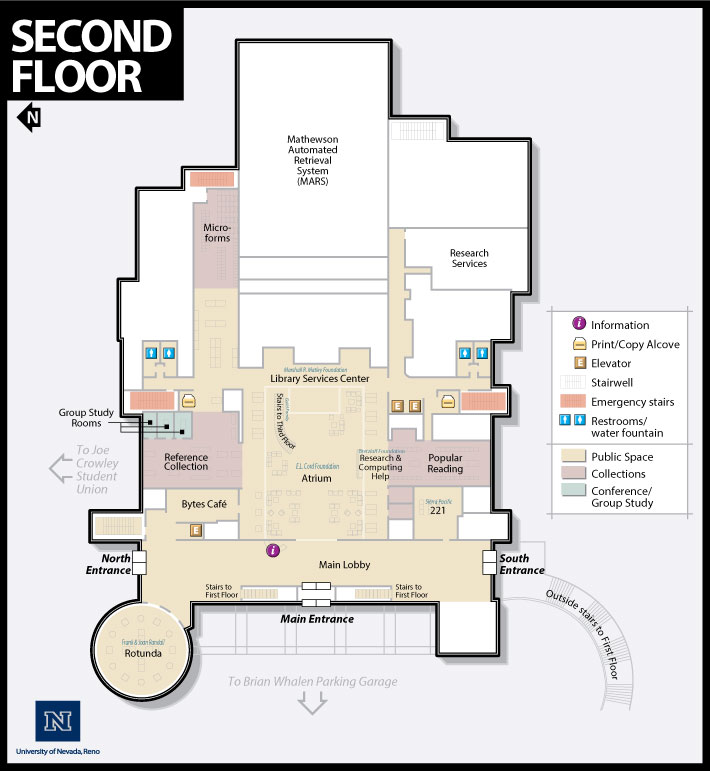 SECOND
FLOOR
N
Mathewson
Automated
Retrieval
System
(MARS)
Micro-
forms
Research
Services
i Information
Print/Copy Alcove
E Elevator
Stairwell
Emergency stairs
Restrooms/
water fountain
Public Space
Collections
Conference/
Group Study
Marshall R. Matley Foundation
Library Services Center
E E
Group Study
Rooms
Stairs to Third Floor
To Joe
Crowley
Student
Union
Reference
Collection
E.L. Cord Foundation
Atrium
Research &
Computing
Help
Popular
Reading
Bytes Café
Sierra Pacific
221
E
i
North
Entrance
Main Lobby
South
Entrance
Stairs to
First Floor
Stairs to
First Floor
Main Entrance
Outside stairs to First Floor
Frank & Joan Randall
Rotunda
To Brian Whalen Parking Garage
N
University of Nevada, Reno